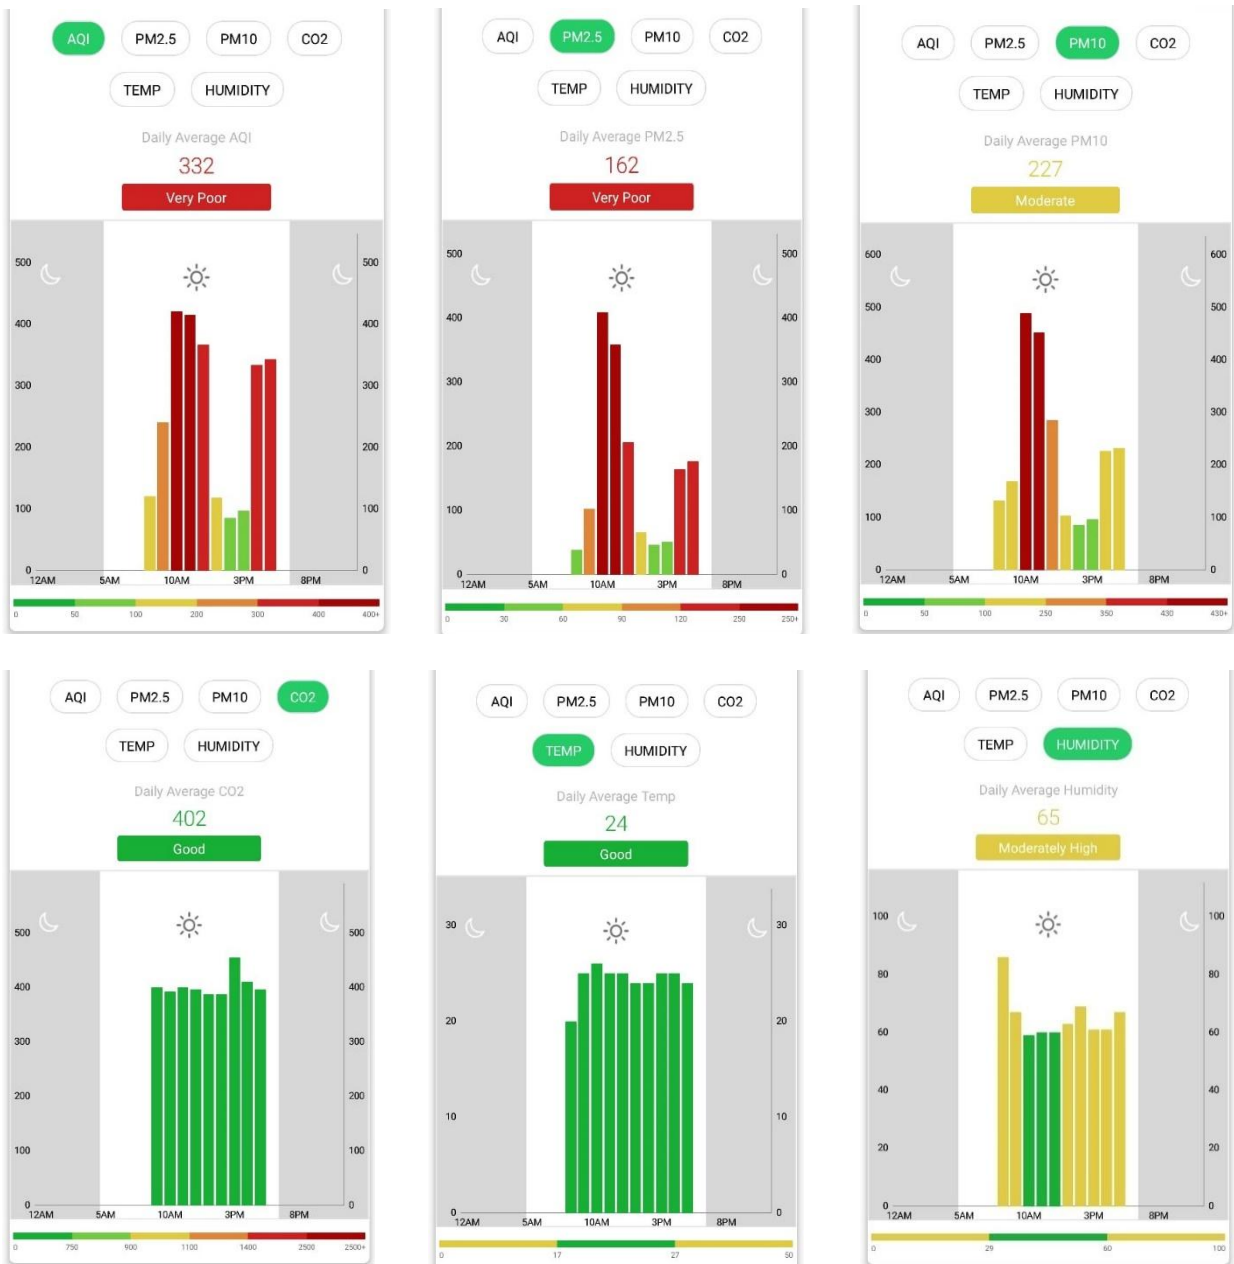 AQI PM2.5 PM10 CO2
TEMP HUMIDITY
Daily Average AQI
332
Very Poor
500 500
400 400
300 300
200 200
100 100
0 0
12AM 5AM 10AM 3PM 8PM
0 50 100 200 300 400 400+
AQI PM2.5 PM10 CO2
TEMP HUMIDITY
Daily Average PM2.5
162
Very Poor
500 500
400 400
300 300
200 200
100 100
0 0
12AM 5AM 10AM 3PM 8PM
0 30 60 90 120 250 250+
AQI PM2.5 PM10 CO2
TEMP HUMIDITY
Daily Average PM10
227
Moderate
600 600
500 500
400 400
300 300
200 200
100 100
0 0
12AM 5AM 10AM 3PM 8PM
0 50 100 250 350 430 430+
AQI PM2.5 PM10 CO2
TEMP HUMIDITY
Daily Average CO2
402
Good
500 500
400 400
300 300
200 200
100 100
0 0
12AM 5AM 10AM 3PM 8PM
0 750 900 1100 1400 2500 2500+
AQI PM2.5 PM10 CO2
TEMP HUMIDITY
Daily Average Temp
24
Good
30 30
20 20
10 10
0 0
12AM 5AM 10AM 3PM 8PM
0 17 27 50
AQI PM2.5 PM10 CO2
TEMP HUMIDITY
Daily Average Humidity
65
Moderately High
100 100
80 80
60 60
40 40
20 20
0 0
12AM 5AM 10AM 3PM 8PM
0 29 60 100